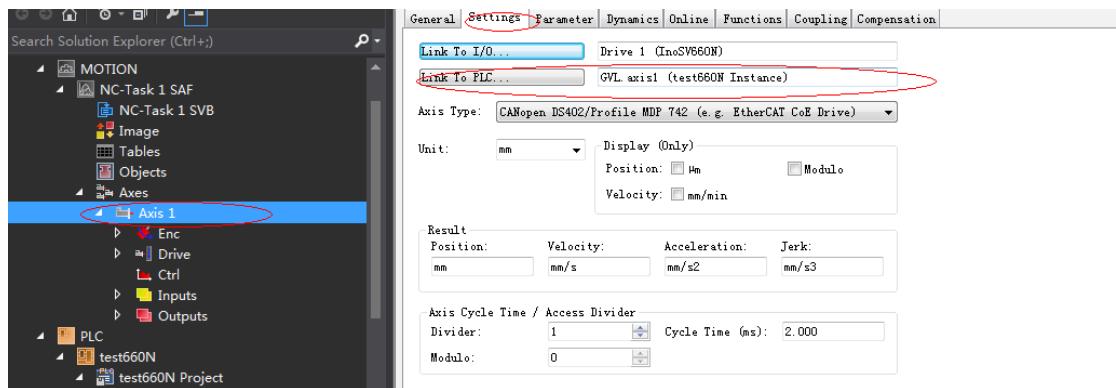 Search Solution Explorer (Ctrl+;)
MOTION
NC-Task 1 SAF
NC-Task 1 SVB
Image
Tables
Objects
Axes
Axis 1
Enc
Drive
Ctrl
Inputs
Outputs
PLC
test660N
test660N Project
General Settings Parameter Dynamics Online Functions Coupling Compensation
Link To I/O... Drive 1 (InoSV660N)
Link To PLC... GVL.axis1 (test660N Instance)
Axis Type: CANopen DS402/Profile MDP 742 (e.g. EtherCAT CoE Drive)
Unit: mm Display (Only)
Position: μm Modulo
Velocity: mm/min
Result
Position: Velocity: Acceleration: Jerk:
mm mm/s mm/s2 mm/s3
Axis Cycle Time / Access Divider
Divider: 1 Cycle Time (ms): 2.000
Modulo: 0